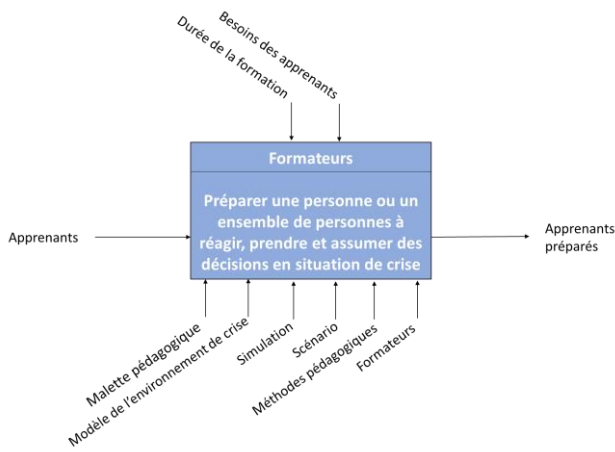 Besoins des apprenants
Durée de la formation
Formateurs
Préparer une personne ou un
ensemble de personnes à
réagir, prendre et assumer des
décisions en situation de crise
Apprenants
Apprenants
préparés
Malette pédagogique
Modèle de l'environnement de crise
Simulation
Scénario
Méthodes pédagogiques
Formateurs